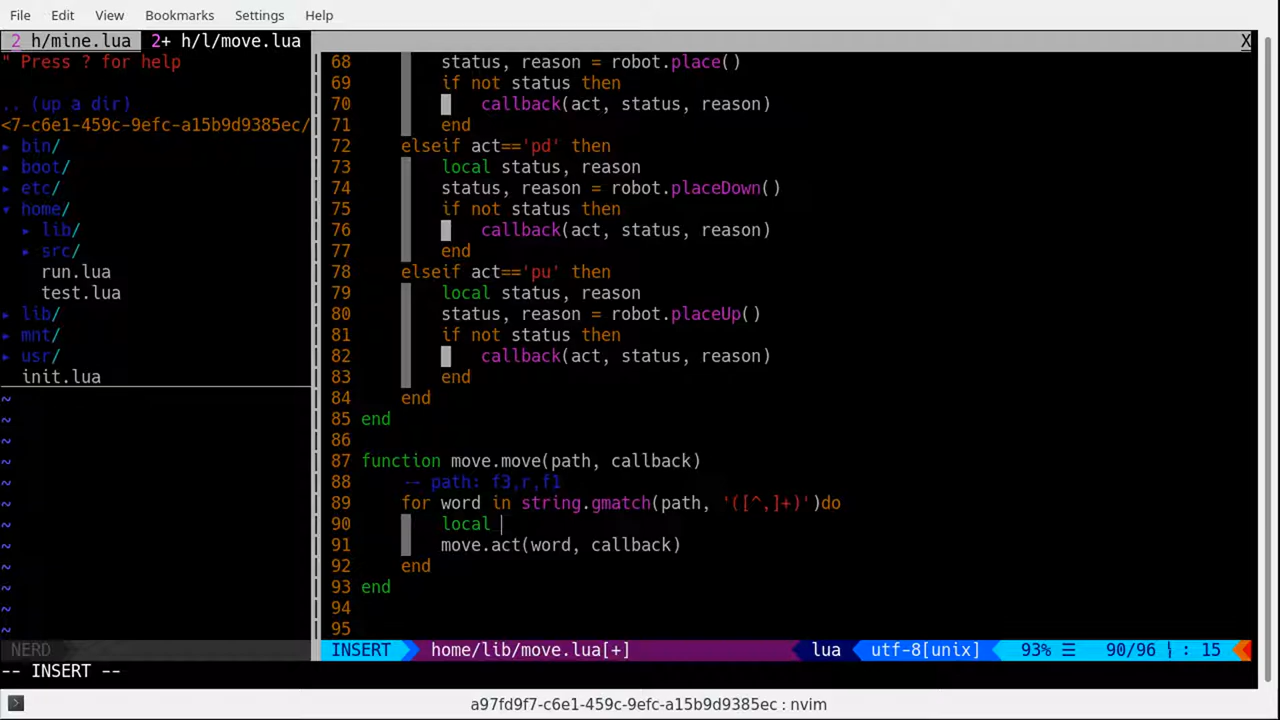 File Edit View Bookmarks Settings Help
2 h/mine.lua 2+ h/l/move.lua X
" Press ? for help
.. (up a dir)
<7-c6e1-459c-9efc-a15b9d9385ec/
▸ bin/
▸ boot/
▸ etc/
▾ home/
▸ lib/
▸ src/
run.lua
test.lua
▸ lib/
▸ mnt/
▸ usr/
init.lua
~
~
~
~
~
~
~
~
~
~
~
~
68 status, reason = robot.place()
69 if not status then
70 callback(act, status, reason)
71 end
72 elseif act=='pd' then
73 local status, reason
74 status, reason = robot.placeDown()
75 if not status then
76 callback(act, status, reason)
77 end
78 elseif act=='pu' then
79 local status, reason
80 status, reason = robot.placeUp()
81 if not status then
82 callback(act, status, reason)
83 end
84 end
85 end
86
87 function move.move(path, callback)
88 -- path: f3,r,f1
89 for word in string.gmatch(path, '([^,]+)')do
90 local
91 move.act(word, callback)
92 end
93 end
94
95
NERD INSERT home/lib/move.lua[+] lua utf-8[unix] 93% ☰ 90/96 : 15
-- INSERT --
a97fd9f7-c6e1-459c-9efc-a15b9d9385ec : nvim